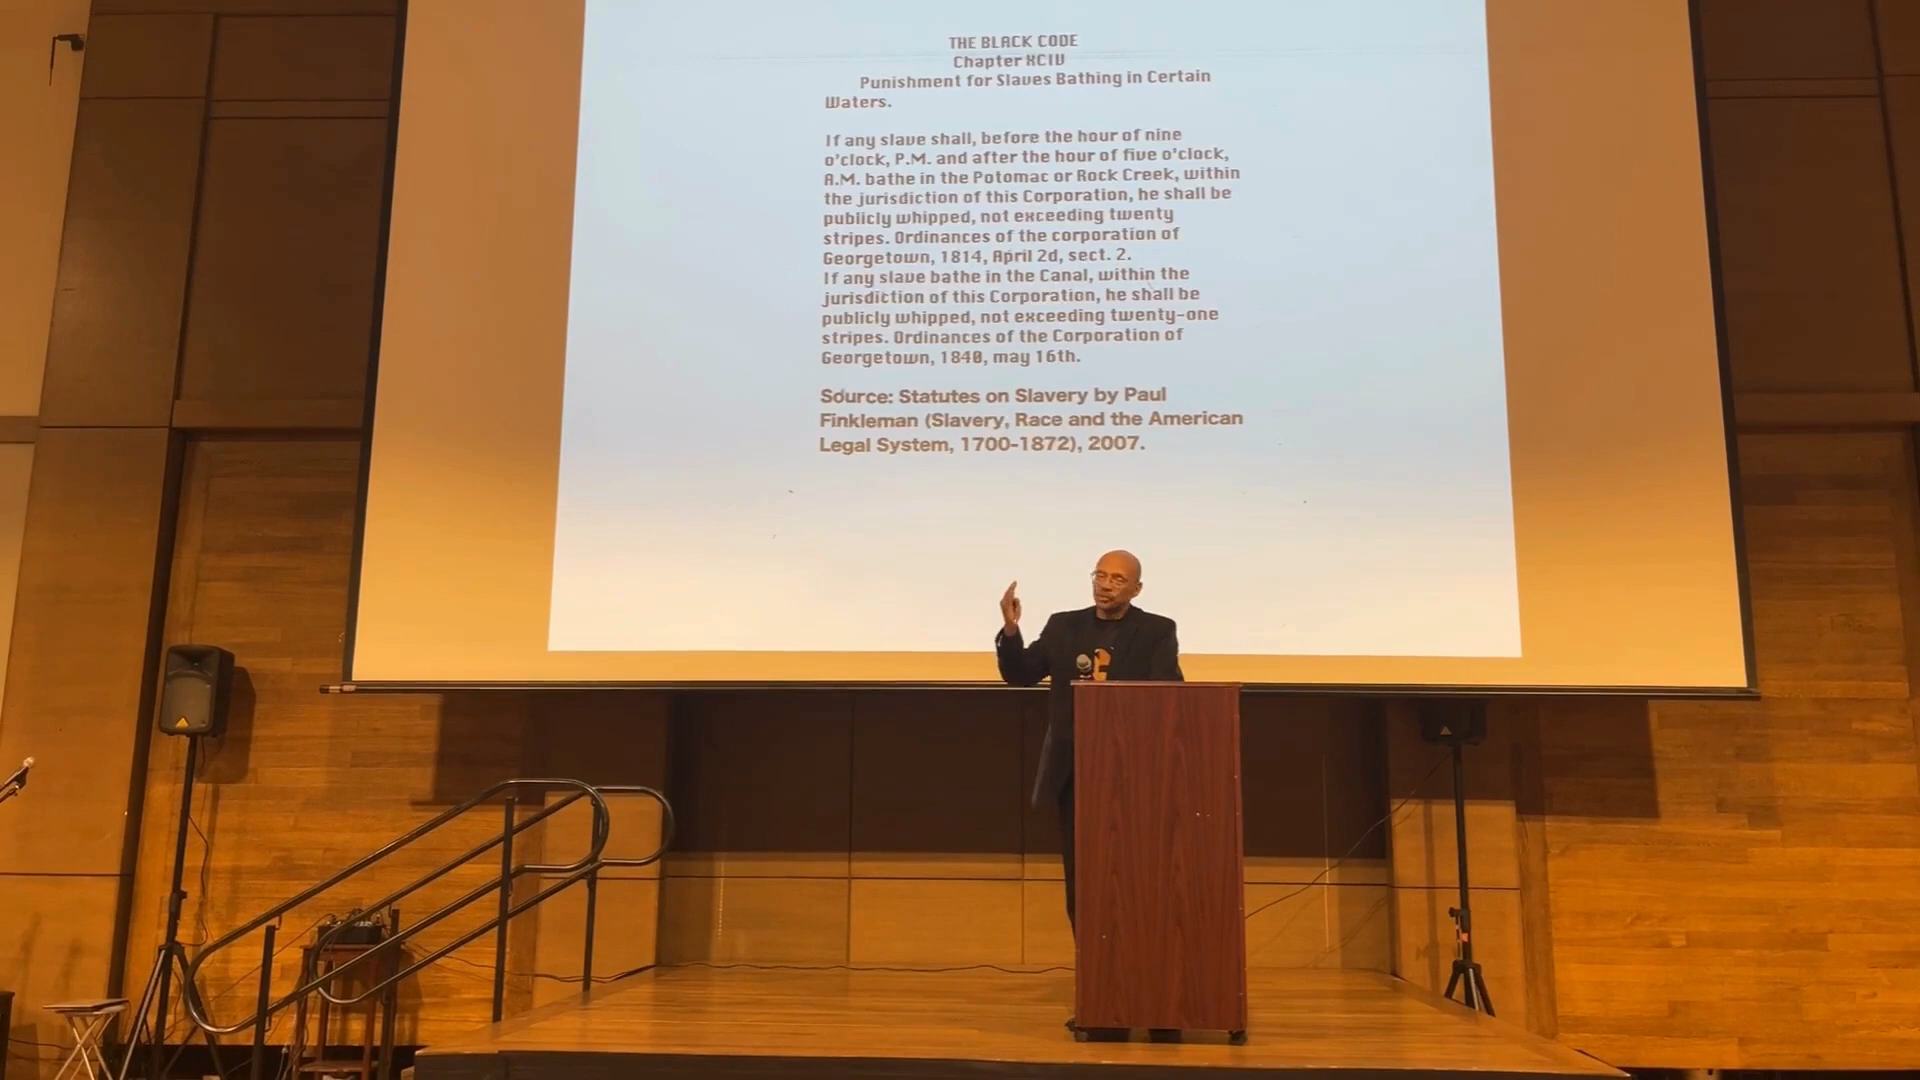 THE BLACK CODE
Chapter XCIV
Punishment for Slaves Bathing in Certain
Waters.
If any slave shall, before the hour of nine
o'clock, P.M. and after the hour of five o'clock,
A.M. bathe in the Potomac or Rock Creek, within
the jurisdiction of this Corporation, he shall be
publicly whipped, not exceeding twenty
stripes. Ordinances of the corporation of
Georgetown, 1814, April 2d, sect. 2.
If any slave bathe in the Canal, within the
jurisdiction of this Corporation, he shall be
publicly whipped, not exceeding twenty-one
stripes. Ordinances of the Corporation of
Georgetown, 1840, may 16th.
Source: Statutes on Slavery by Paul
Finkleman (Slavery, Race and the American
Legal System, 1700-1872), 2007.